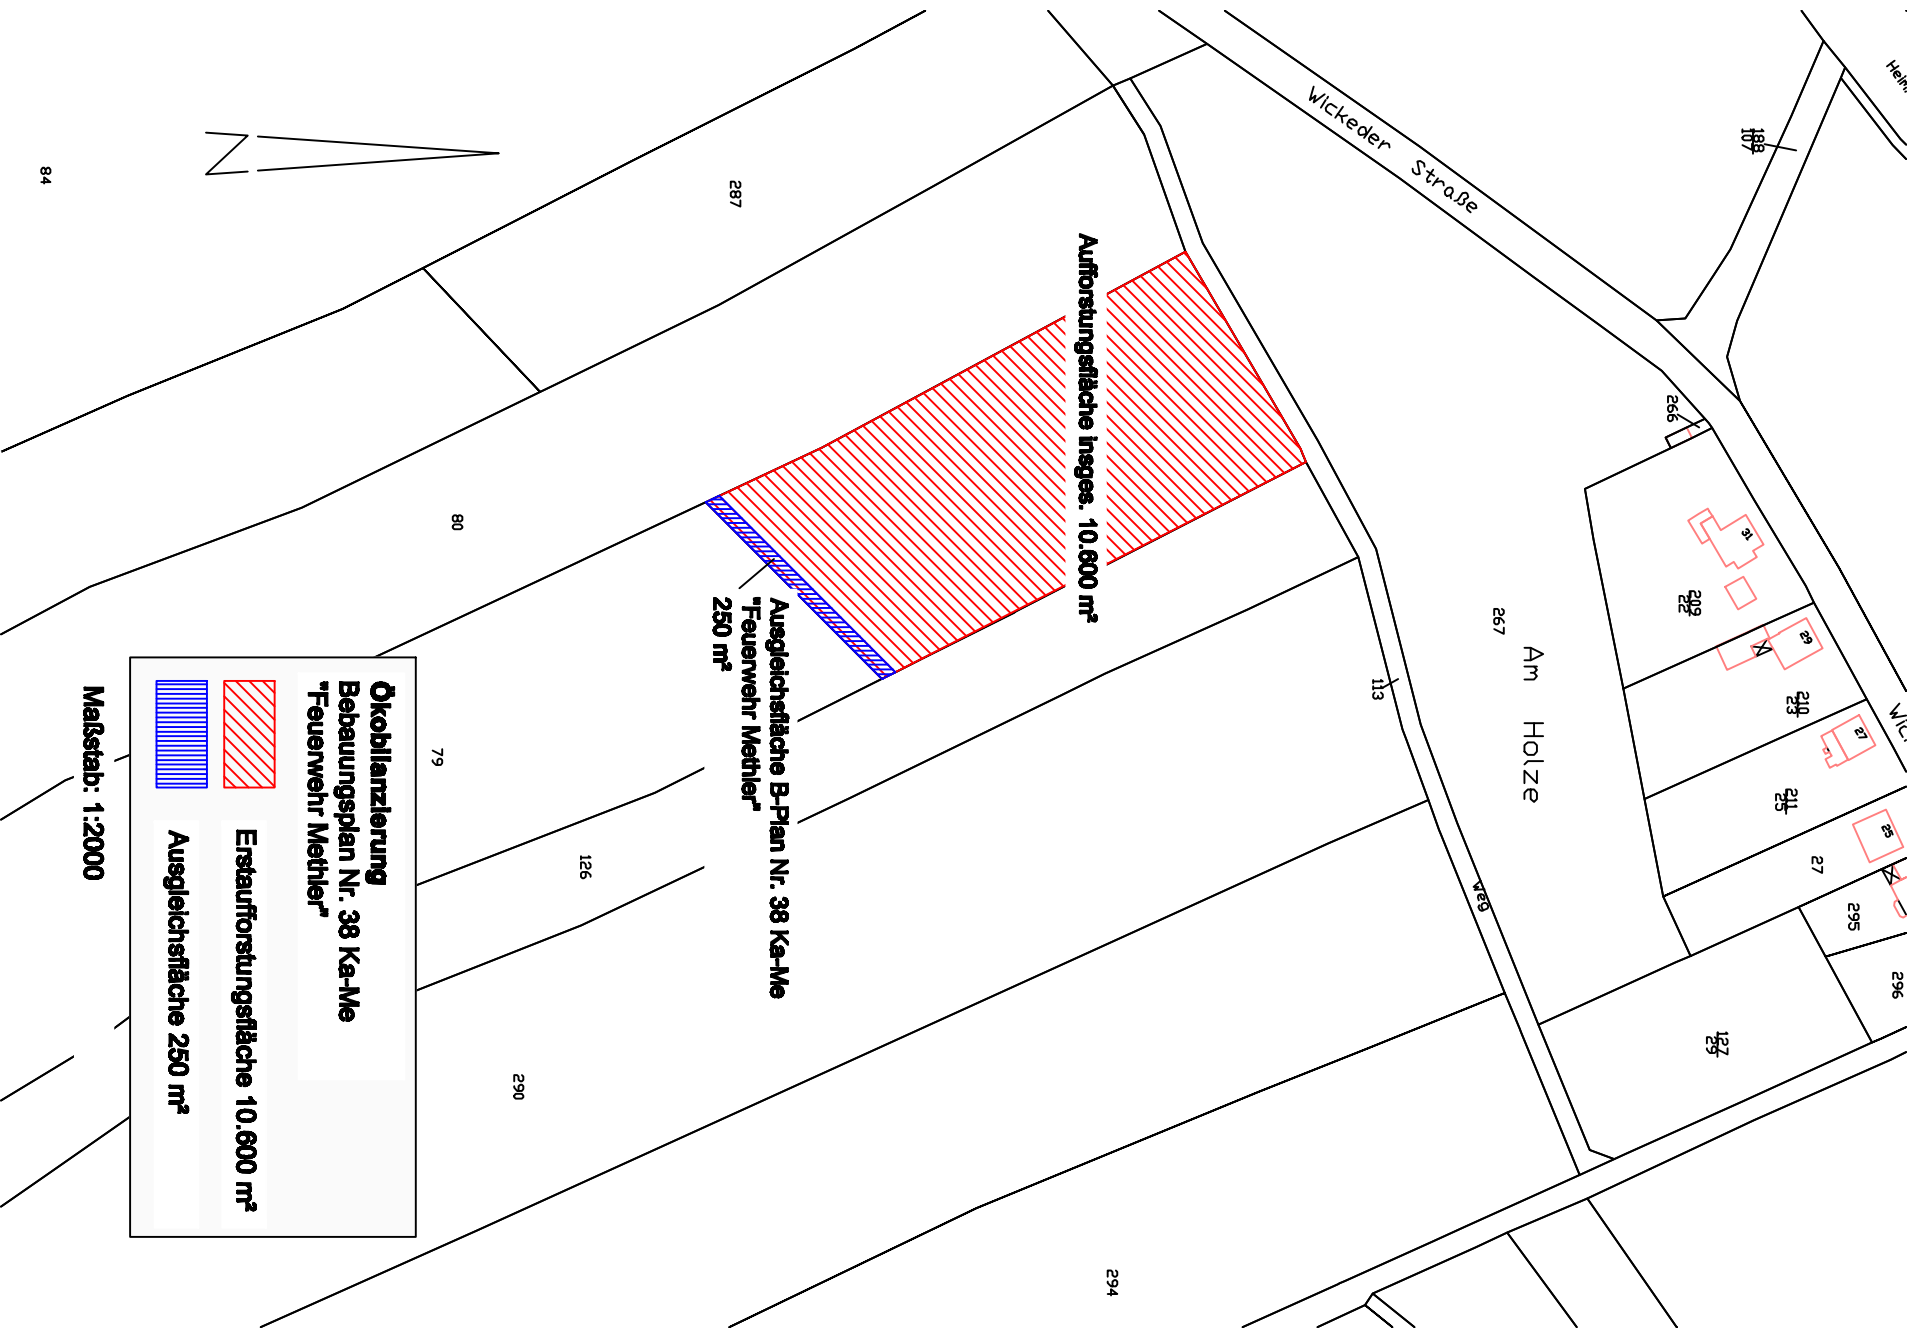 Wickeder Straße
188
107
287
84
Aufforstungsfläche insges. 10.600 m²
266
31
209
22
29
267
Am Holze
210
23
27
211
25
25
27
295
296
127
29
113
weg
80
79
126
290
294
Ausgleichsfläche B-Plan Nr. 38 Ka-Me
"Feuerwehr Methler"
250 m²
Ökobilanzierung
Bebauungsplan Nr. 38 Ka-Me
"Feuerwehr Methler"
Erstaufforstungsfläche 10.600 m²
Ausgleichsfläche 250 m²
Maßstab: 1:2000